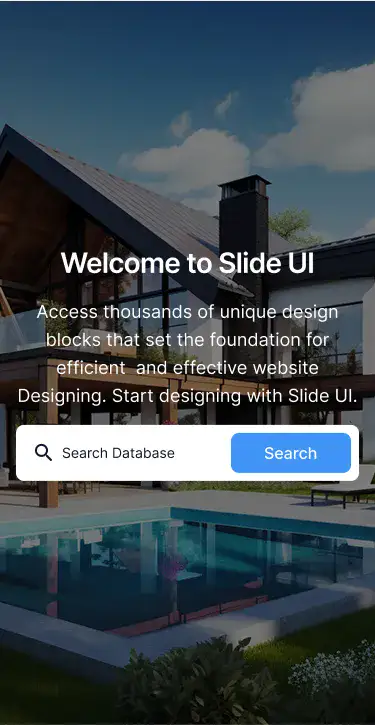 Welcome to Slide UI
Access thousands of unique design
blocks that set the foundation for
efficient  and effective website
Designing. Start designing with Slide UI.
Search Database
Search